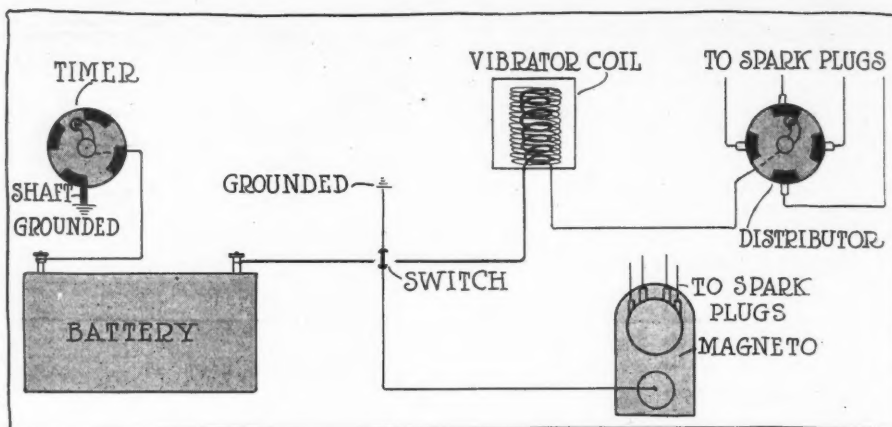 TIMER
VIBRATOR COIL
TO SPARK PLUGS
SHAFT
GROUNDED
GROUNDED
DISTRIBUTOR
SWITCH
TO SPARK
PLUGS
BATTERY
MAGNETO